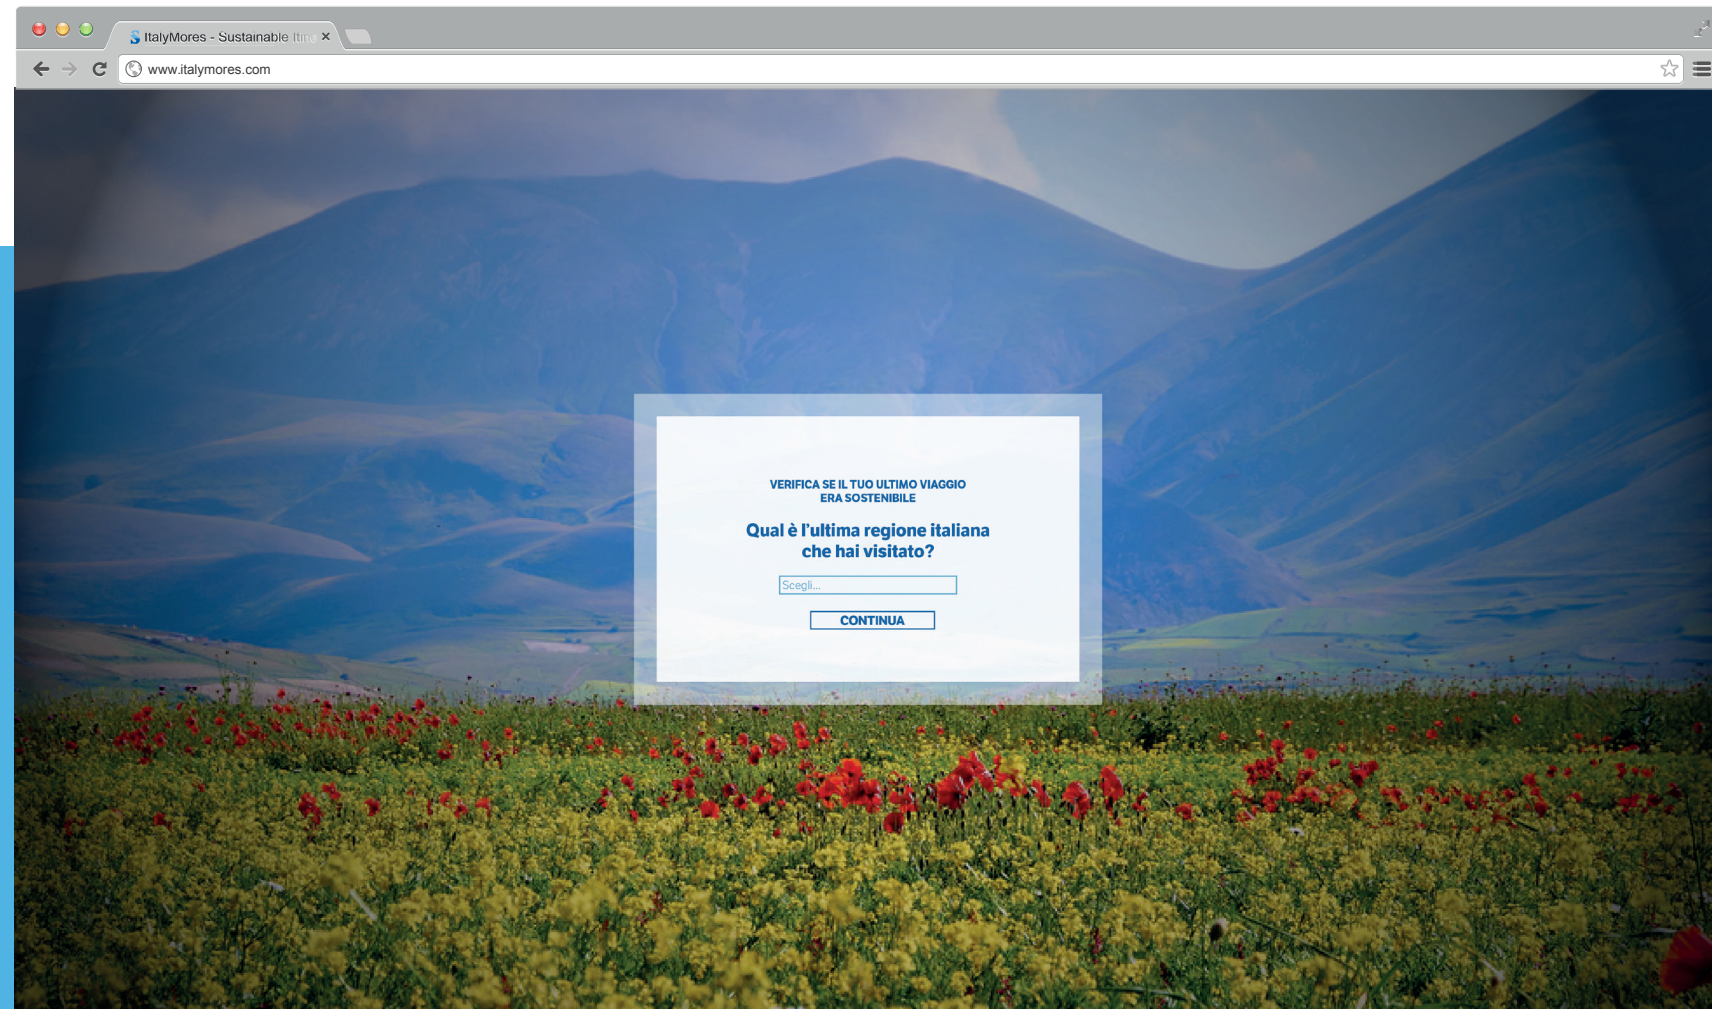 ItalyMores - Sustainable Itine
www.italymores.com
VERIFICA SE IL TUO ULTIMO VIAGGIO
ERA SOSTENIBILE
Qual è l'ultima regione italiana
che hai visitato?
Scegli...
CONTINUA